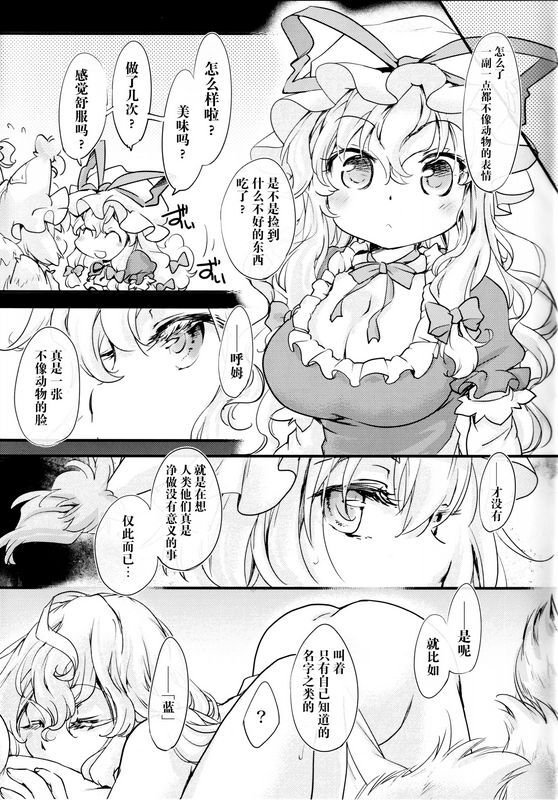 怎么了
一副一点都不像动物的表情
是不是捡到
什么不好的东西
吃了？
怎么样啦？
美味吗？
做了几次？
感觉舒服吗？
——呼姆
真是一张
不像动物的脸
——才没有
就是在想
人类他们真是
净做没有意义的事
仅此而已…
——是呢
就比如
叫着
只有自己知道的
名字之类的
？
——「蓝」